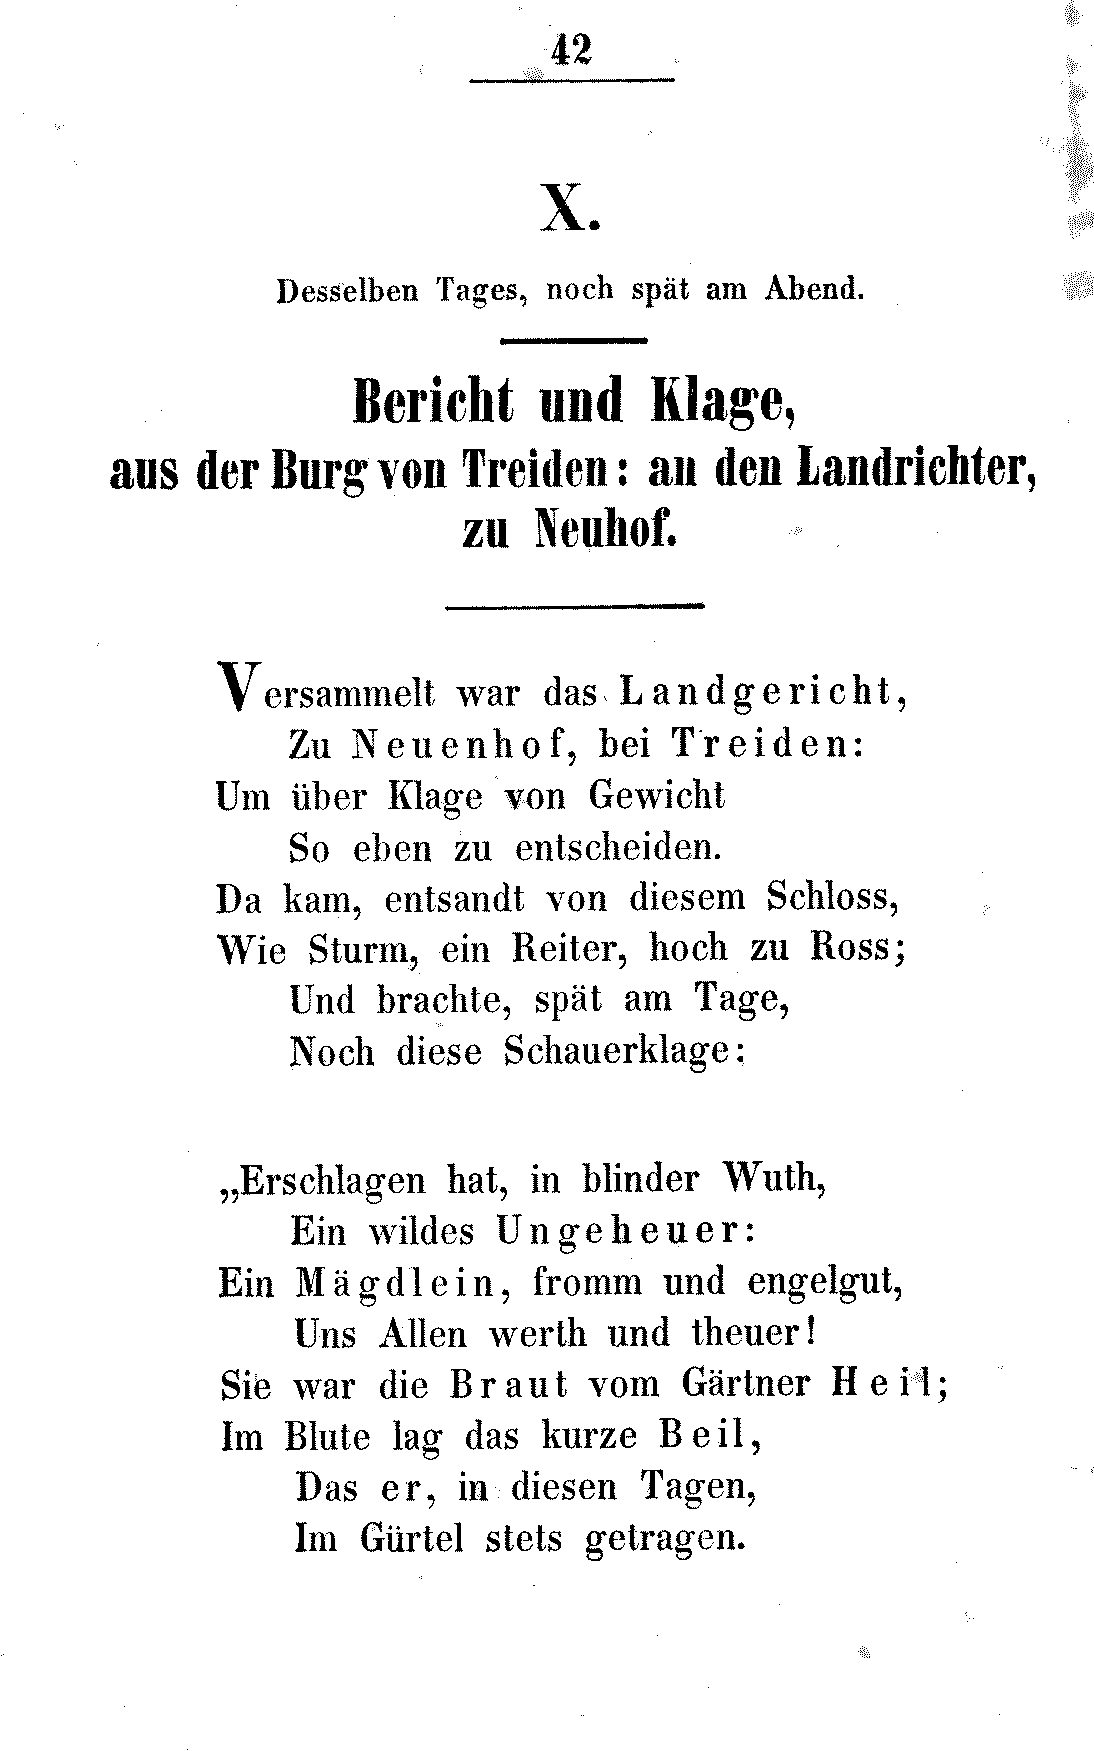 42
X.
Desselben Tages, noch spät am Abend.
Bericht und Klage,
aus der Burg von Treiden: an den Landrichter,
zu Neuhof.
Versammelt war das Landgericht,
Zu Neuenhof, bei Treiden:
Um über Klage von Gewicht
So eben zu entscheiden.
Da kam, entsandt von diesem Schloss,
Wie Sturm, ein Reiter, hoch zu Ross;
Und brachte, spät am Tage,
Noch diese Schauerklage:
„Erschlagen hat, in blinder Wuth,
Ein wildes Ungeheuer:
Ein Mägdlein, fromm und engelgut,
Uns Allen werth und theuer!
Sie war die Braut vom Gärtner Heil;
Im Blute lag das kurze Beil,
Das er, in diesen Tagen,
Im Gürtel stets getragen.